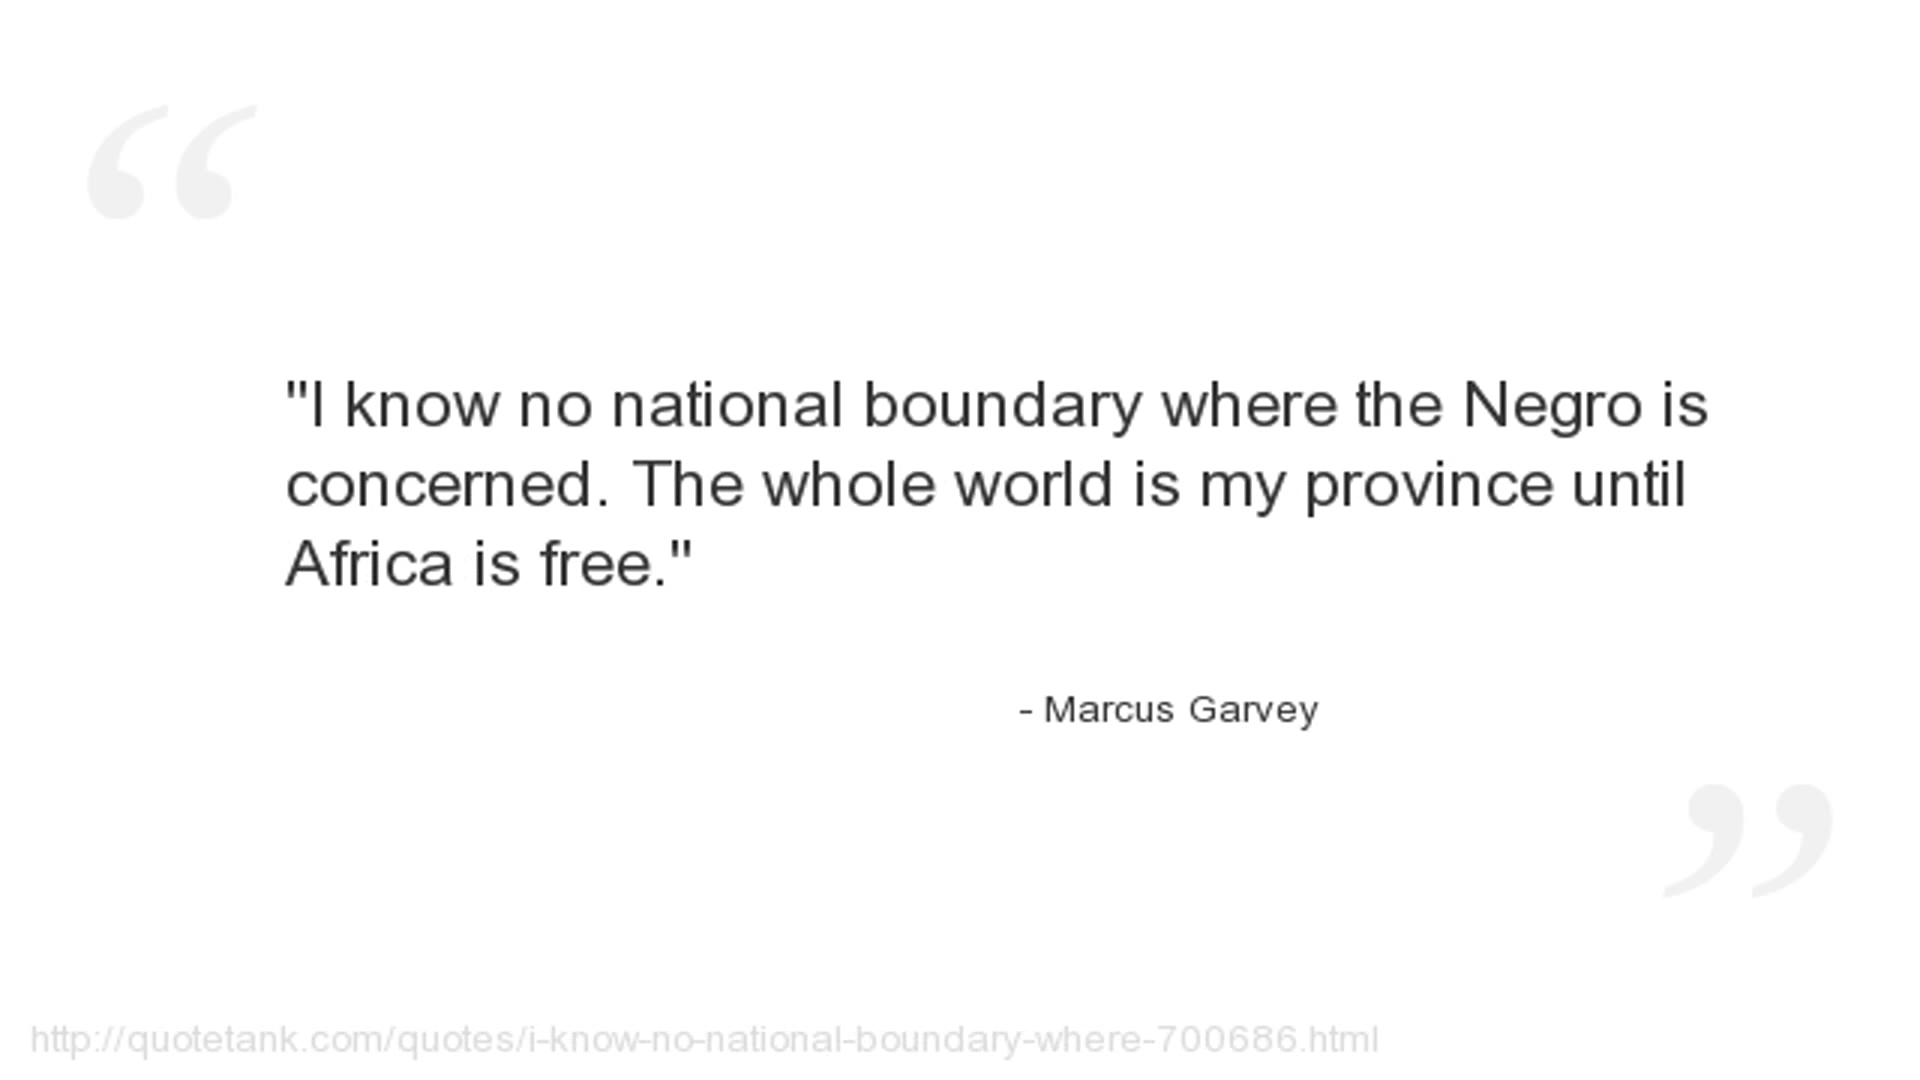 "I know no national boundary where the Negro is
concerned. The whole world is my province until
Africa is free."
- Marcus Garvey
http://quotetank.com/quotes/i-know-no-national-boundary-where-700686.html